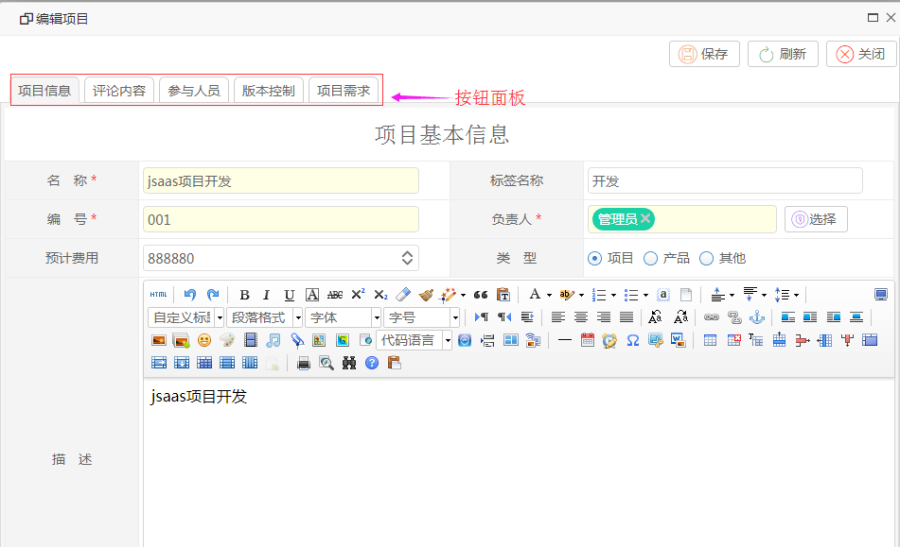 编辑项目
保存 刷新 关闭
项目信息 评论内容 参与人员 版本控制 项目需求
按钮面板
项目基本信息
名 称 * jsaas项目开发 标签名称 开发
编 号 * 001 负责人 * 管理员 选择
预计费用 888880 类 型 项目 产品 其他
HTML B I U A ABC X² X₂ A ab a
自定义标题 段落格式 字体 字号
代码语言
描 述 jsaas项目开发